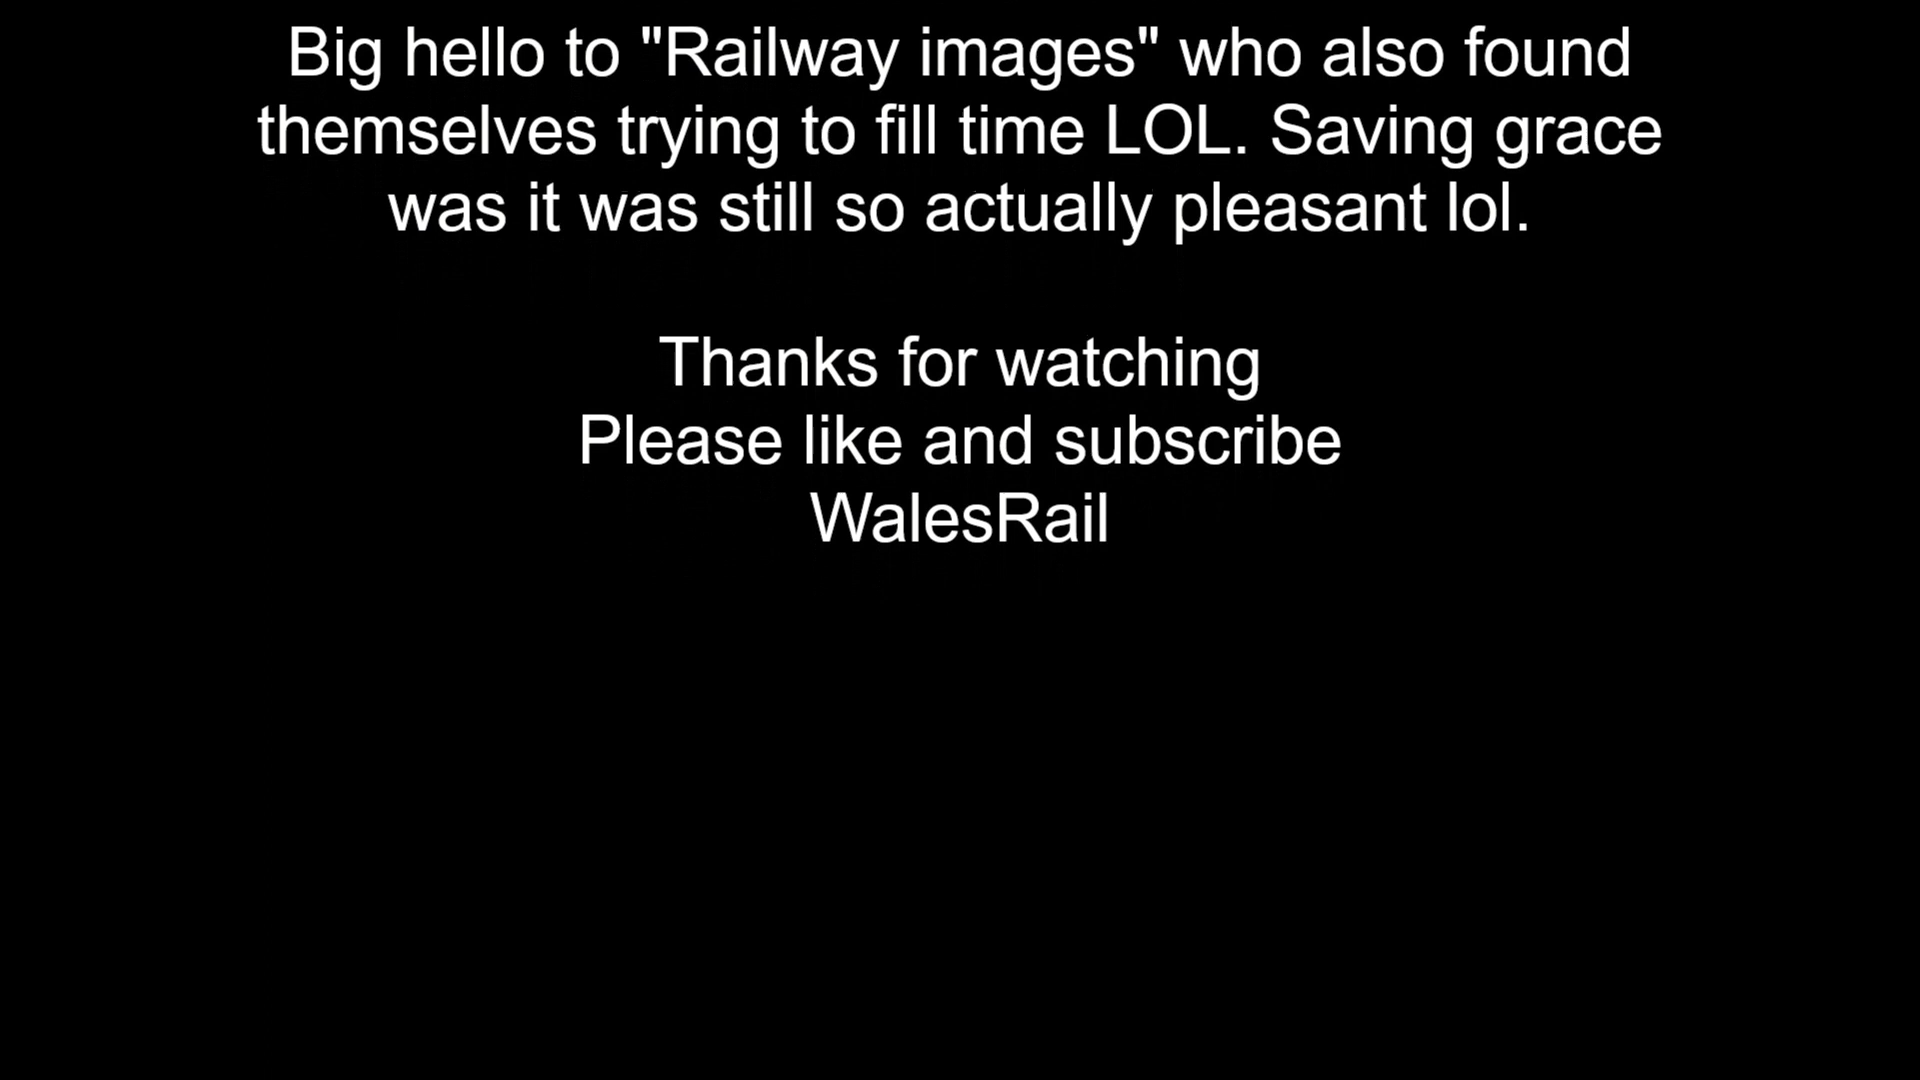 Big hello to "Railway images" who also found
themselves trying to fill time LOL. Saving grace
was it was still so actually pleasant lol.
Thanks for watching
Please like and subscribe
WalesRail